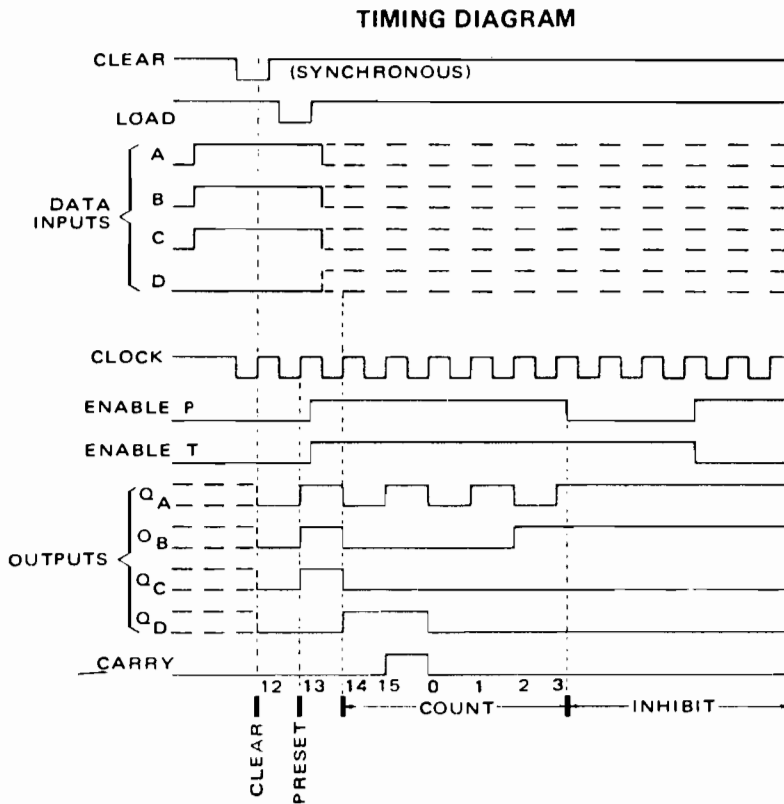 TIMING DIAGRAM
CLEAR
(SYNCHRONOUS)
LOAD
A
B
C
D
DATA INPUTS
CLOCK
ENABLE P
ENABLE T
QA
OB
QC
QD
OUTPUTS
CARRY
12 13 14 15 0 1 2 3
COUNT
INHIBIT
CLEAR
PRESET